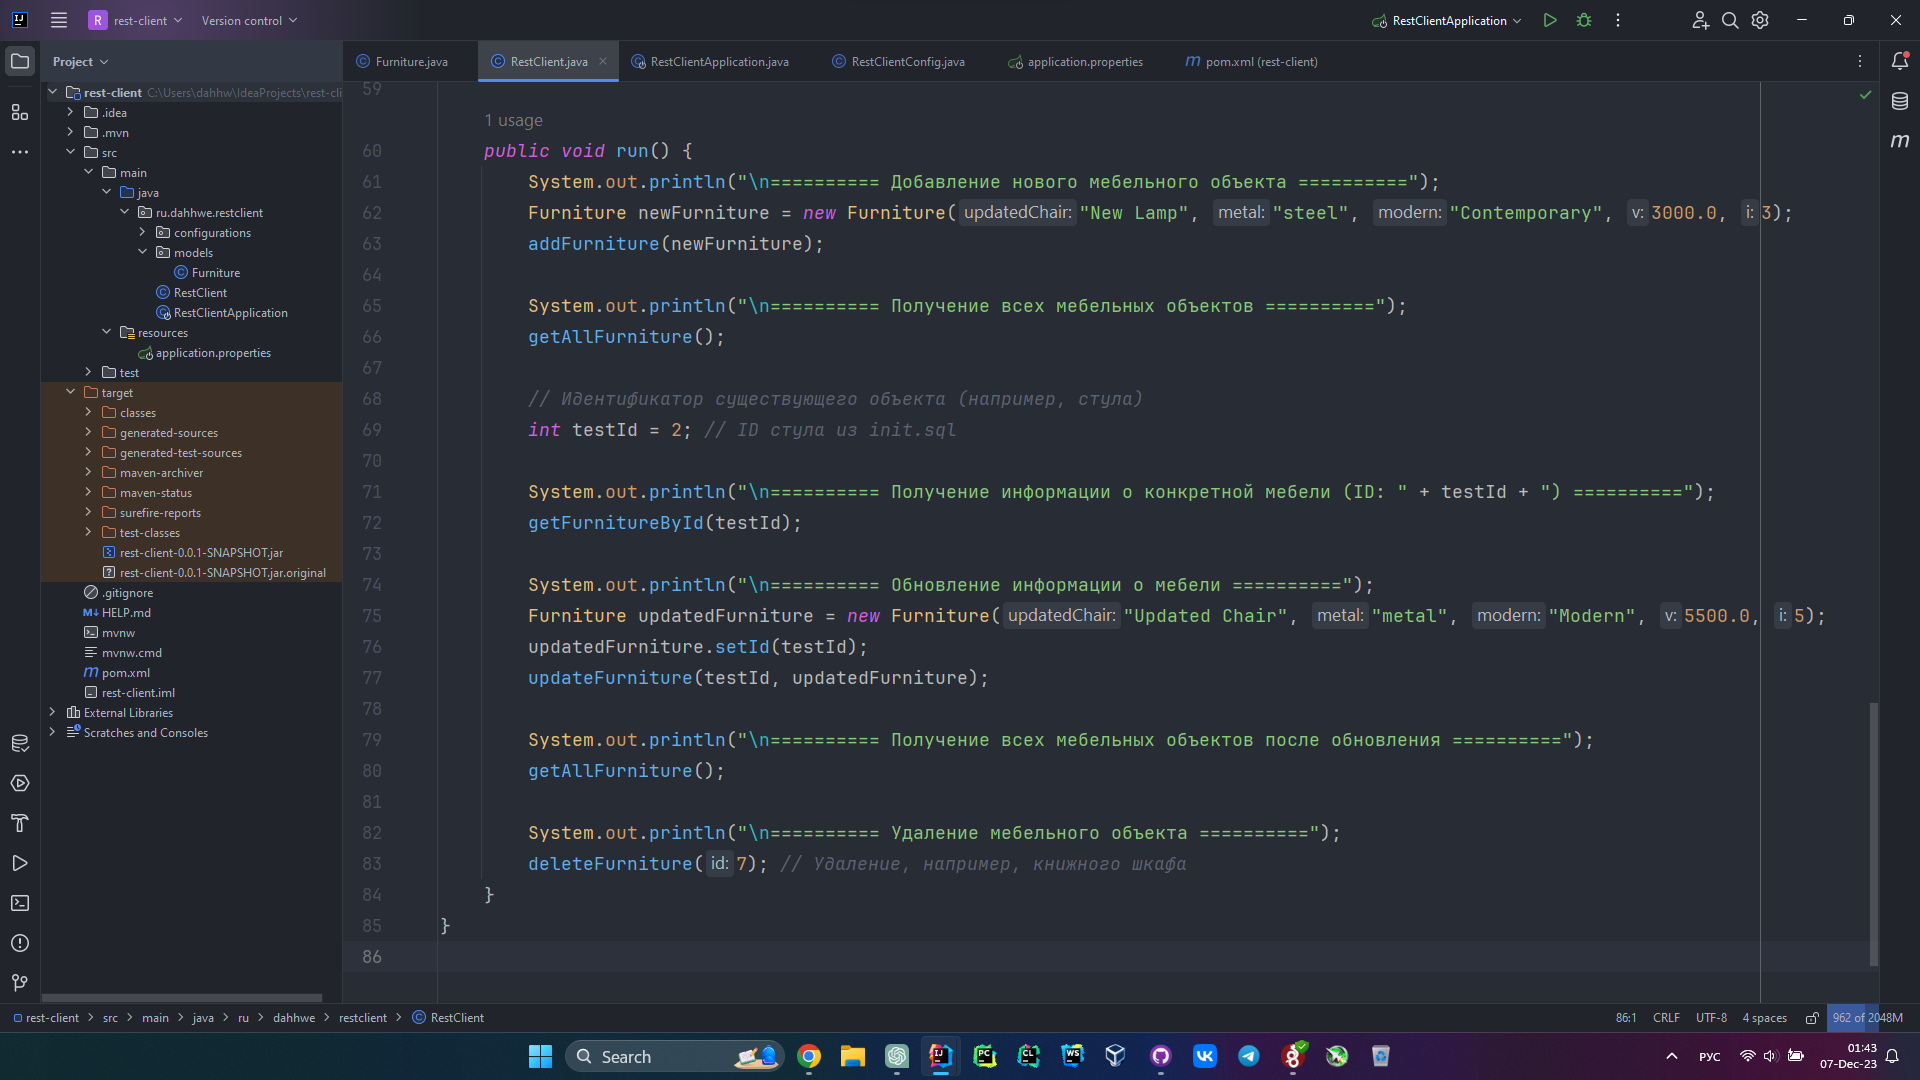 R rest-client Version control RestClientApplication
Project
Furniture.java RestClient.java RestClientApplication.java RestClientConfig.java application.properties pom.xml (rest-client)
rest-client C:\Users\dahhw\IdeaProjects\rest-cli
.idea
.mvn
src
main
java
ru.dahhwe.restclient
configurations
models
Furniture
RestClient
RestClientApplication
resources
application.properties
test
target
classes
generated-sources
generated-test-sources
maven-archiver
maven-status
surefire-reports
test-classes
rest-client-0.0.1-SNAPSHOT.jar
rest-client-0.0.1-SNAPSHOT.jar.original
.gitignore
HELP.md
mvnw
mvnw.cmd
pom.xml
rest-client.iml
External Libraries
Scratches and Consoles
59
1 usage
60 public void run() {
61 System.out.println("\n========== Добавление нового мебельного объекта ==========");
62 Furniture newFurniture = new Furniture( updatedChair: "New Lamp", metal: "steel", modern: "Contemporary", v: 3000.0, i: 3);
63 addFurniture(newFurniture);
64
65 System.out.println("\n========== Получение всех мебельных объектов ==========");
66 getAllFurniture();
67
68 // Идентификатор существующего объекта (например, стула)
69 int testId = 2; // ID стула из init.sql
70
71 System.out.println("\n========== Получение информации о конкретной мебели (ID: " + testId + ") ==========");
72 getFurnitureById(testId);
73
74 System.out.println("\n========== Обновление информации о мебели ==========");
75 Furniture updatedFurniture = new Furniture( updatedChair: "Updated Chair", metal: "metal", modern: "Modern", v: 5500.0, i: 5);
76 updatedFurniture.setId(testId);
77 updateFurniture(testId, updatedFurniture);
78
79 System.out.println("\n========== Получение всех мебельных объектов после обновления ==========");
80 getAllFurniture();
81
82 System.out.println("\n========== Удаление мебельного объекта ==========");
83 deleteFurniture( id: 7); // Удаление, например, книжного шкафа
84 }
85 }
86
rest-client > src > main > java > ru > dahhwe > restclient > RestClient 86:1 CRLF UTF-8 4 spaces 962 of 2048M
Search РУС 01:43
07-Dec-23